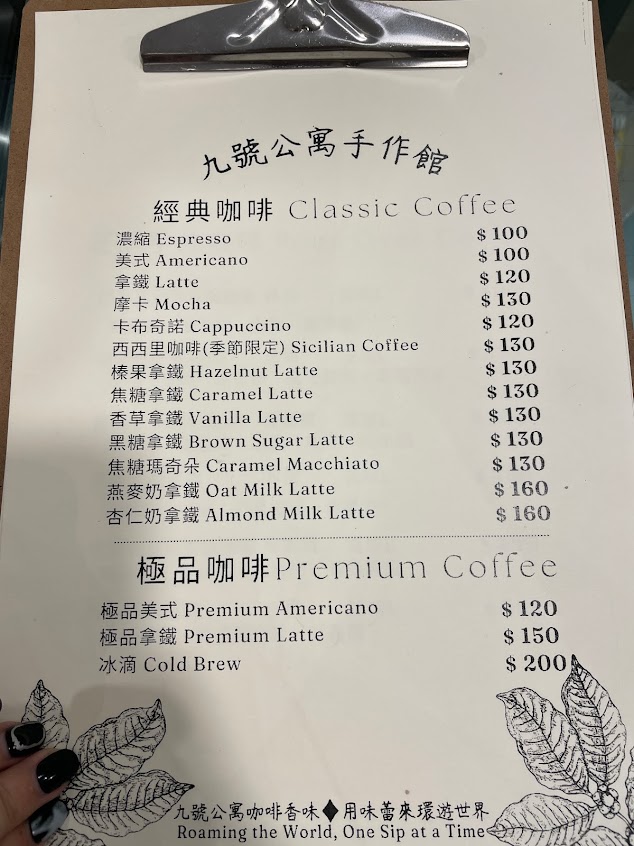 九號公寓手作館
經典咖啡 Classic Coffee
濃縮 Espresso $100
美式 Americano $100
拿鐵 Latte $120
摩卡 Mocha $130
卡布奇諾 Cappuccino $120
西西里咖啡(季節限定) Sicilian Coffee $130
榛果拿鐵 Hazelnut Latte $130
焦糖拿鐵 Caramel Latte $130
香草拿鐵 Vanilla Latte $130
黑糖拿鐵 Brown Sugar Latte $130
焦糖瑪奇朵 Caramel Macchiato $130
燕麥奶拿鐵 Oat Milk Latte $160
杏仁奶拿鐵 Almond Milk Latte $160
極品咖啡Premium Coffee
極品美式 Premium Americano $120
極品拿鐵 Premium Latte $150
冰滴 Cold Brew $200
九號公寓咖啡香味◆用味蕾來環遊世界
Roaming the World, One Sip at a Time